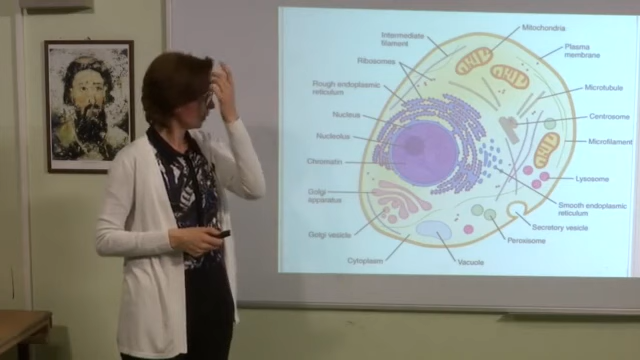 Intermediate
filament
Ribosomes
Rough endoplasmic
reticulum
Nucleus
Nucleolus
Chromatin
Golgi
apparatus
Golgi vesicle
Cytoplasm
Mitochondria
Plasma
membrane
Microtubule
Centrosome
Microfilament
Lysosome
Smooth endoplasmic
reticulum
Secretory vesicle
Peroxisome
Vacuole